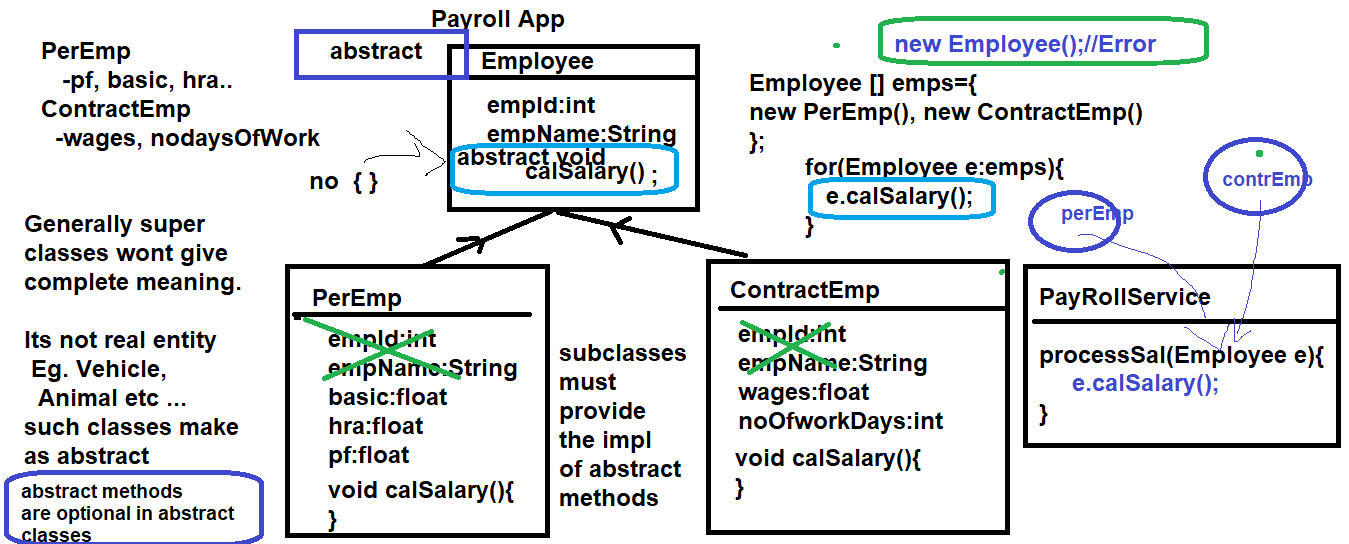 Payroll App
PerEmp
-pf, basic, hra..
ContractEmp
-wages, nodaysOfWork
no { }
Generally super
classes wont give
complete meaning.
Its not real entity
Eg. Vehicle,
Animal etc ...
such classes make
as abstract
abstract methods
are optional in abstract
classes
abstract
Employee
empId:int
empName:String
abstract void
calSalary() ;
PerEmp
empId:int
empName:String
basic:float
hra:float
pf:float
void calSalary(){
}
subclasses
must
provide
the impl
of abstract
methods
ContractEmp
empId:int
empName:String
wages:float
noOfworkDays:int
void calSalary(){
}
new Employee();//Error
Employee [] emps={
new PerEmp(), new ContractEmp()
};
for(Employee e:emps){
e.calSalary();
}
perEmp
contrEmp
PayRollService
processSal(Employee e){
e.calSalary();
}